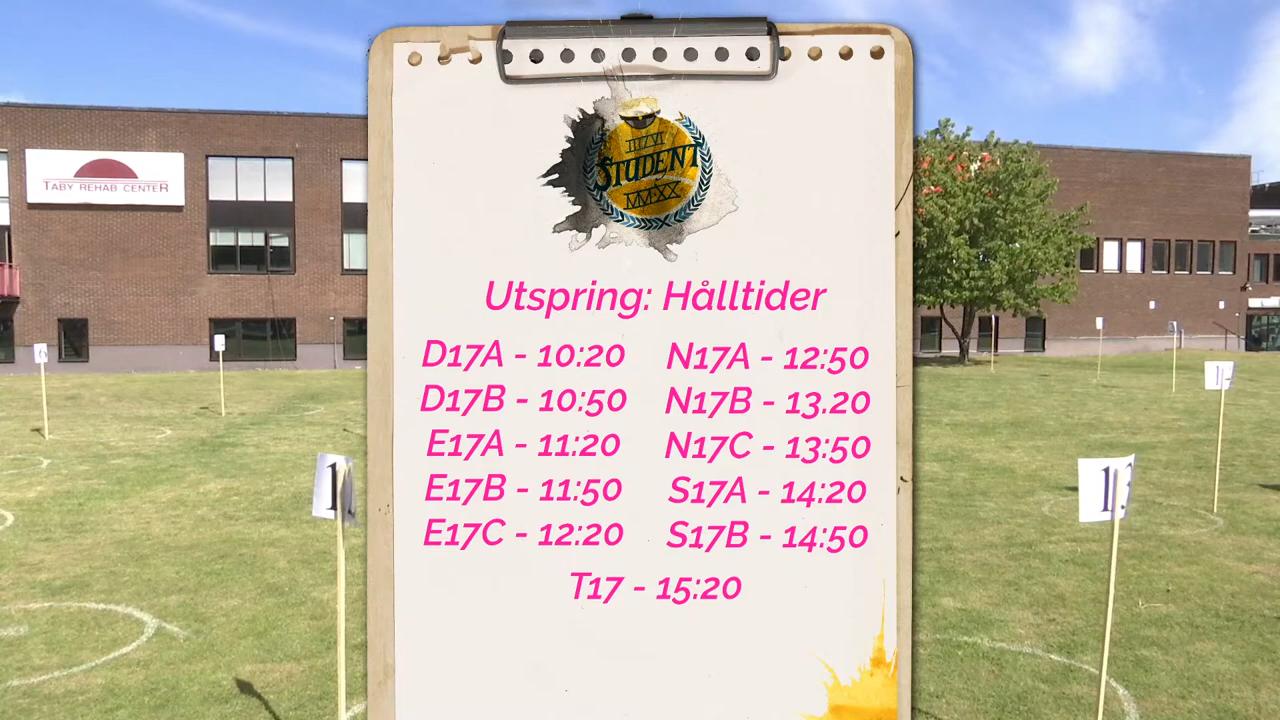 TÄBY REHAB CENTER
III/VI
STUDENT
MMXX
Utspring: Hålltider
D17A - 10:20
D17B - 10:50
E17A - 11:20
E17B - 11:50
E17C - 12:20
N17A - 12:50
N17B - 13.20
N17C - 13:50
S17A - 14:20
S17B - 14:50
T17 - 15:20